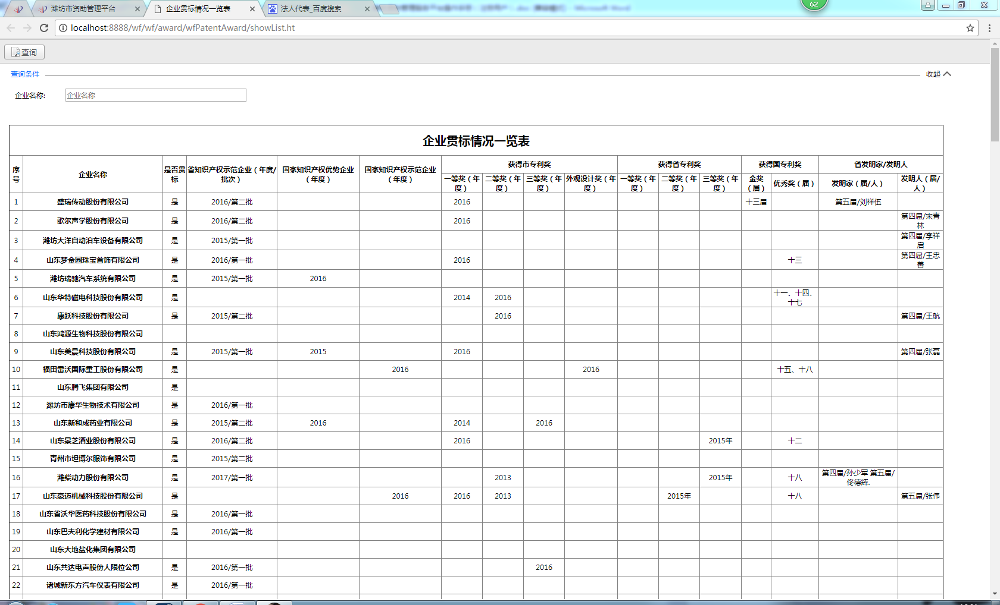 潍坊市资助管理平台
企业贯标情况一览表
法人代表_百度搜索
62
localhost:8888/wf/wf/award/wfPatentAward/showList.ht
查询
查询条件
收起
企业名称:
企业名称
企业贯标情况一览表
序号 企业名称 是否贯标 省知识产权示范企业（年度/批次） 国家知识产权优势企业（年度） 国家知识产权示范企业（年度） 获得市专利奖 获得省专利奖 获得国专利奖 省发明家/发明人
一等奖（年度） 二等奖（年度） 三等奖（年度） 外观设计奖（年度） 一等奖（年度） 二等奖（年度） 三等奖（年度） 金奖（届） 优秀奖（届） 发明家（届/人） 发明人（届/人）
1 盛瑞传动股份有限公司 是 2016/第二批 2016 十三届 第五届/刘祥伍
2 歌尔声学股份有限公司 是 2016/第二批 2016 第四届/宋青林
3 潍坊大洋自动泊车设备有限公司 是 2015/第一批 第四届/李祥启
4 山东梦金园珠宝首饰有限公司 是 2016/第一批 2016 十三 第四届/王忠善
5 潍坊瑞驰汽车系统有限公司 是 2015/第一批 2016
6 山东华特磁电科技股份有限公司 是 2014 2016 十一、十四、十七
7 康跃科技股份有限公司 是 2015/第二批 2016 第四届/王航
8 山东鸿源生物科技股份有限公司
9 山东美晨科技股份有限公司 是 2015/第一批 2015 2016 第四届/张磊
10 福田雷沃国际重工股份有限公司 是 2016 2016 十五、十八
11 山东腾飞集团有限公司 是
12 潍坊市康华生物技术有限公司 是 2016/第一批
13 山东新和成药业有限公司 是 2015/第二批 2016 2014 2016
14 山东景芝酒业股份有限公司 是 2016/第二批 2016 2015年 十二
15 青州市坦博尔服饰有限公司 是 2015/第二批
16 潍柴动力股份有限公司 是 2017/第一批 2013 2015年 十八 第四届/孙少军 第五届/佟德辉.
17 山东豪迈机械科技股份有限公司 是 2016 2016 2013 2015年 十八 第五届/张伟
18 山东省沃华医药科技股份有限公司 是 2016/第一批
19 山东巴夫利化学建材有限公司 是 2016/第一批
20 山东大地盐化集团有限公司
21 山东共达电声股份人限位公司 是 2016/第一批 2016
22 诸城新东方汽车仪表有限公司 是 2016/第一批